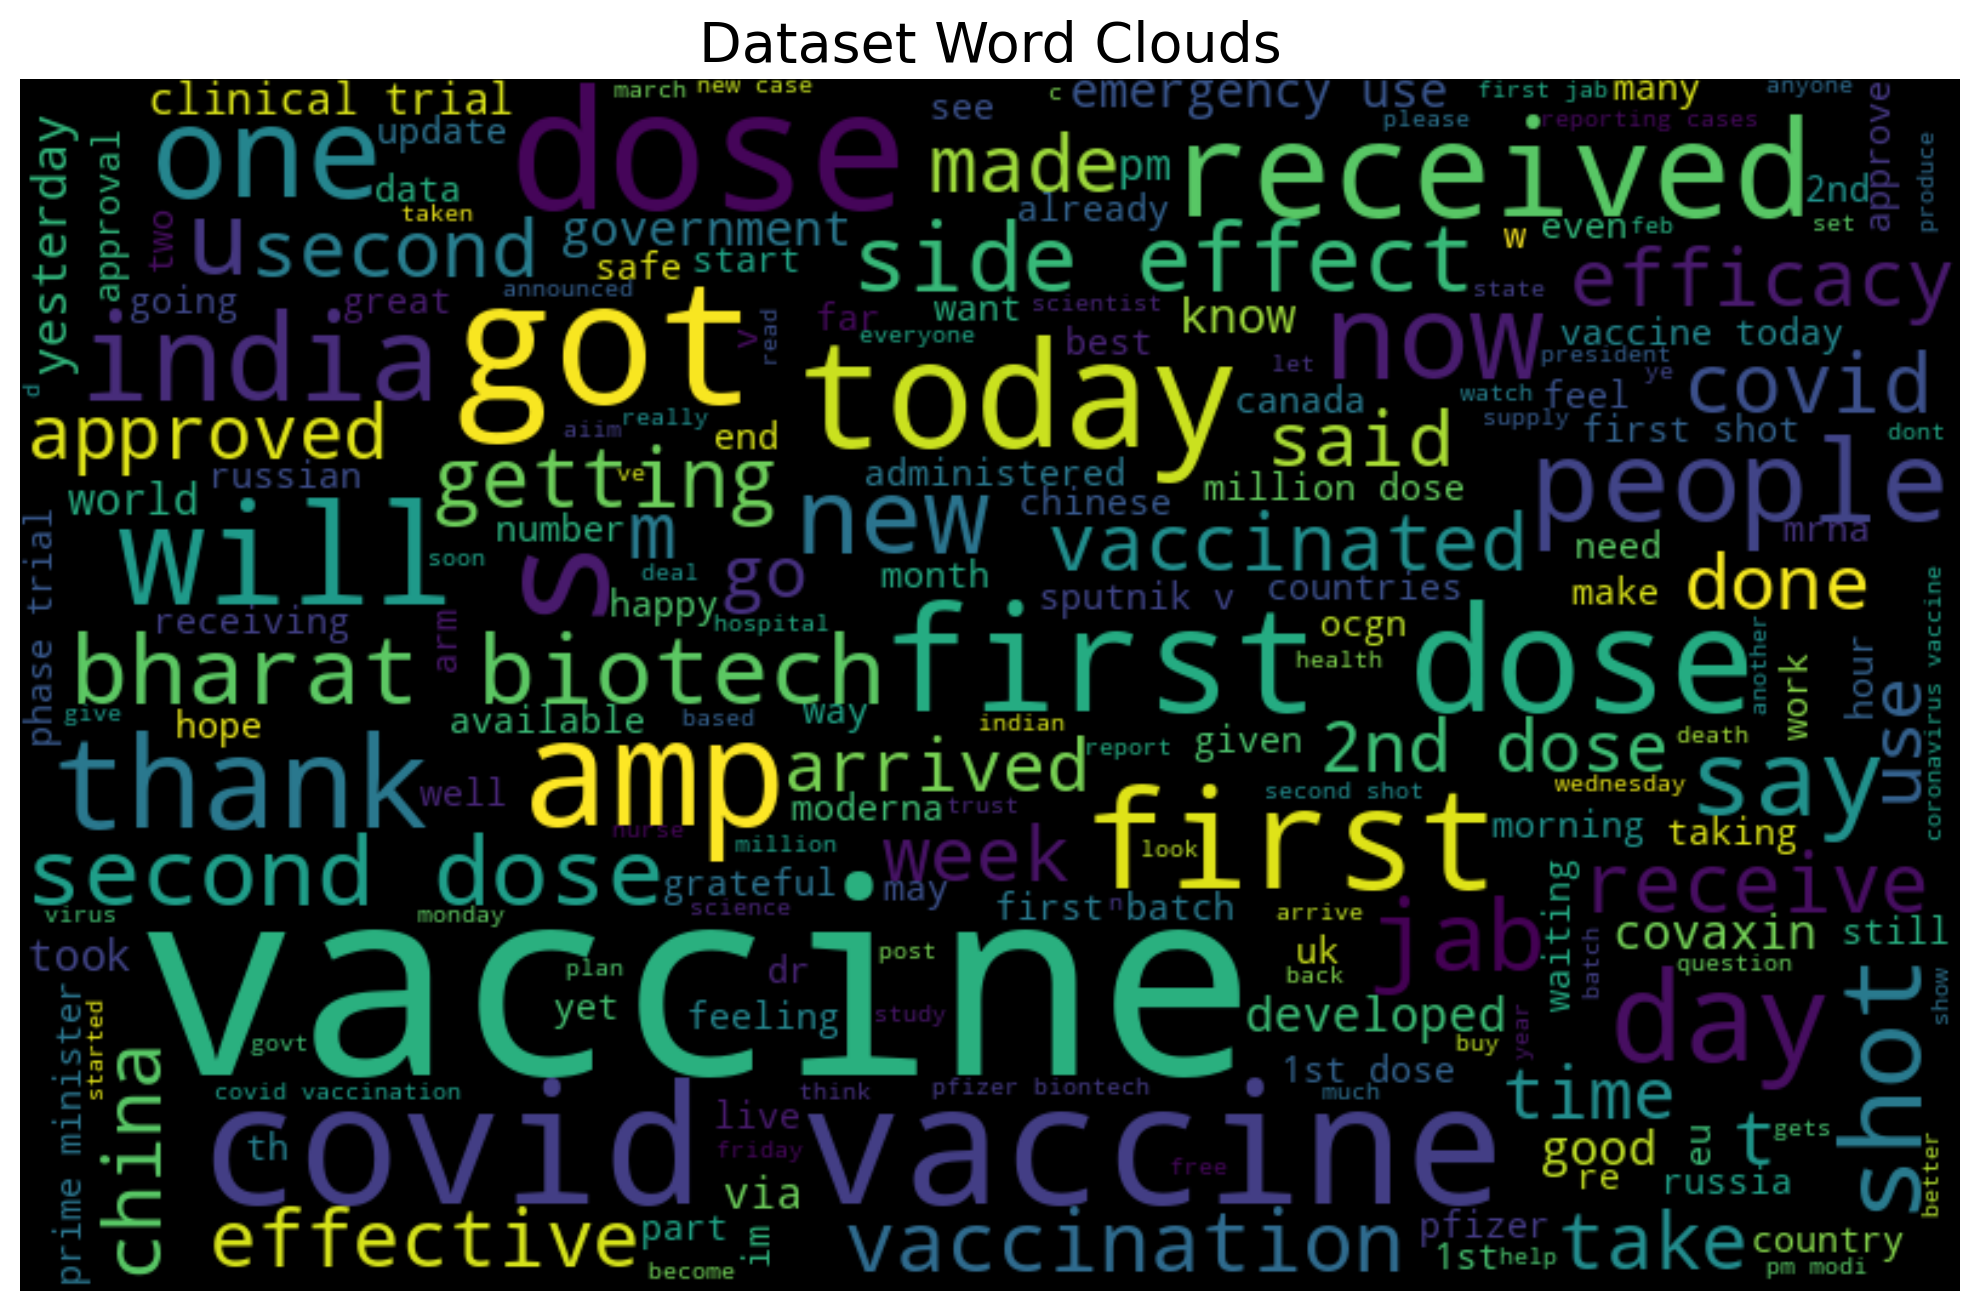 Dataset Word Clouds
clinical trial
march
new case
see
c
emergency use
first jab
many
anyone
one
update
dose
made
pm
received
please
reporting cases
approve
produce
yesterday
approval
data
taken
already
2nd
two
u
second
government
safe
start
side effect
w
even
feb
set
efficacy
going
great
announced
want
scientist
know
state
now
vaccine today
india
got
v
read
far
everyone
best
let
president
ye
covid
d
today
canada
watch
feel
approved
aiim
really
end
said
supply
first shot
dont
russian
getting
ve
administered
million dose
people
world
will
number
m
new
chinese
vaccinated
mrna
phase trial
soon
s
deal
go
month
need
sputnik v
countries
make
done
receiving
arm
happy
hospital
first dose
ocgn
health
bharat biotech
another
work
hour
coronavirus vaccine
give
hope
available
based
way
indian
report
given
2nd dose
death
use
thank
well
amp
arrived
moderna
trust
first
second shot
wednesday
say
nurse
million
week
look
morning
taking
second dose
grateful
may
waiting
receive
virus
monday
science
first batch
n
arrive
jab
covaxin
still
took
vaccine
plan
dr
post
uk
back
batch
question
yet
feeling
study
developed
day
shot
show
started
govt
buy
year
prime minister
china
covid vaccination
think
pfizer biontech
1st dose
much
time
covid vaccine
th
live
friday
free
good
re
eu
t
gets
better
via
russia
effective
part
im
become
vaccination
pfizer
1st
help
take
country
pm modi